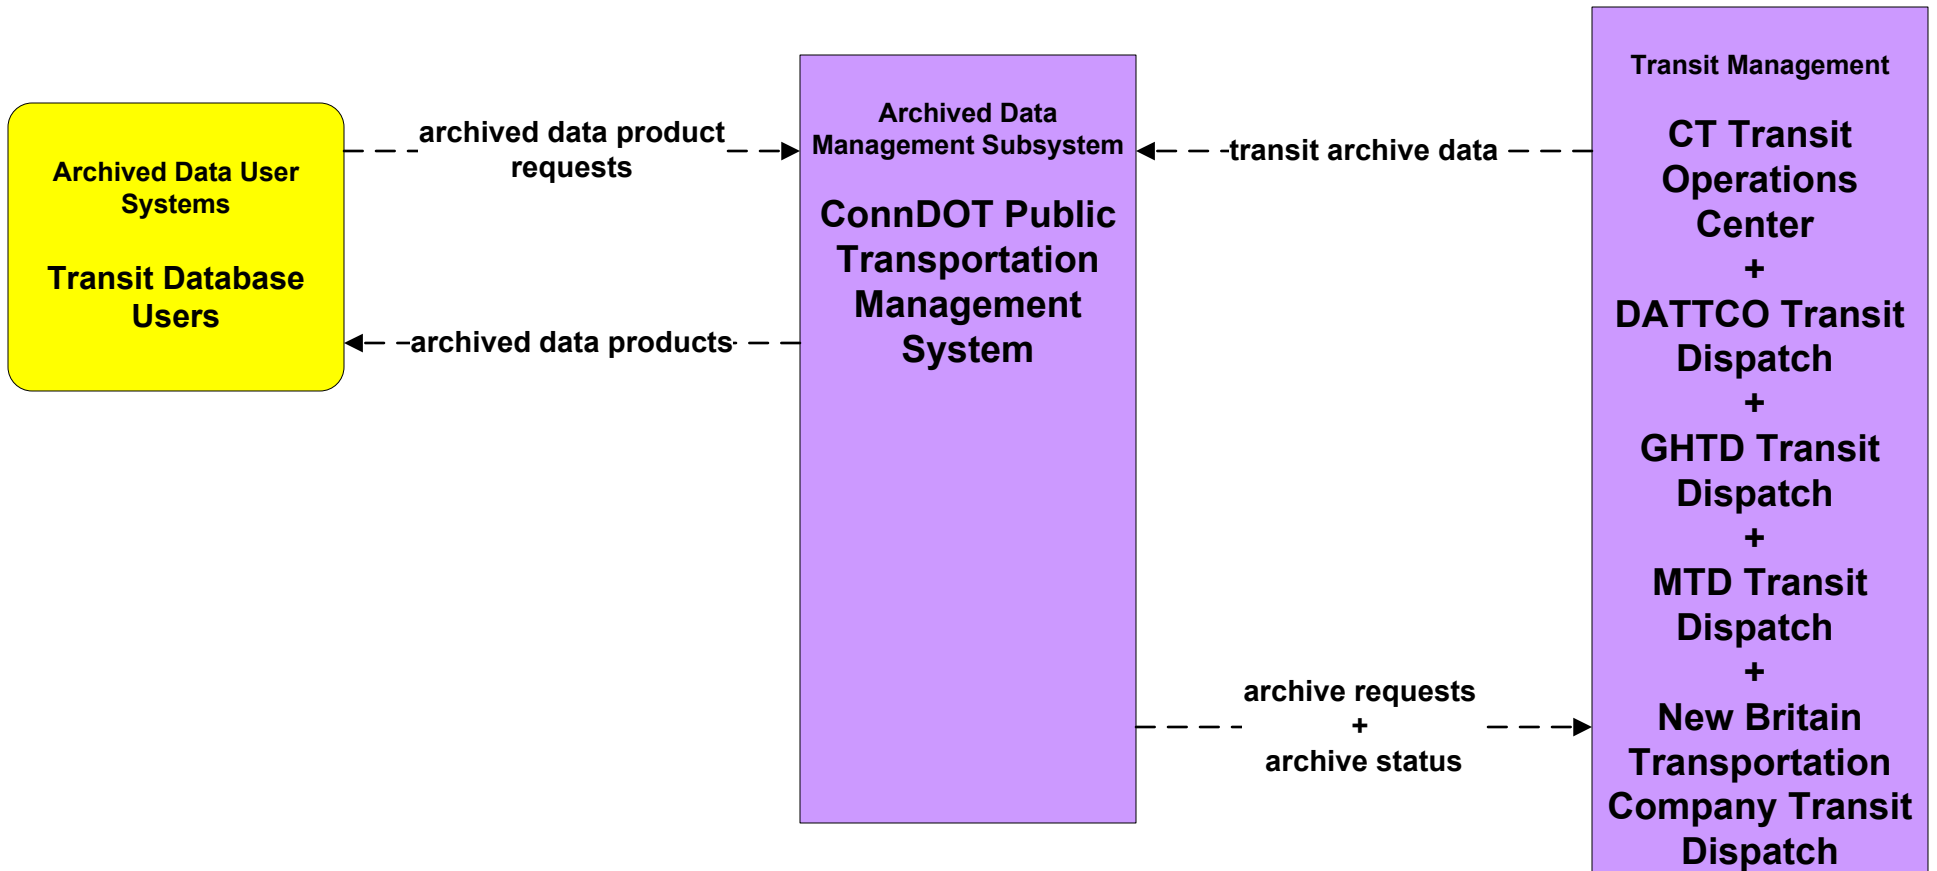 Archived Data User
Systems
Transit Database
Users
archived data product
requests
archived data products
Archived Data
Management Subsystem
ConnDOT Public
Transportation
Management
System
transit archive data
archive requests
+
archive status
Transit Management
CT Transit
Operations
Center
+
DATTCO Transit
Dispatch
+
GHTD Transit
Dispatch
+
MTD Transit
Dispatch
+
New Britain
Transportation
Company Transit
Dispatch